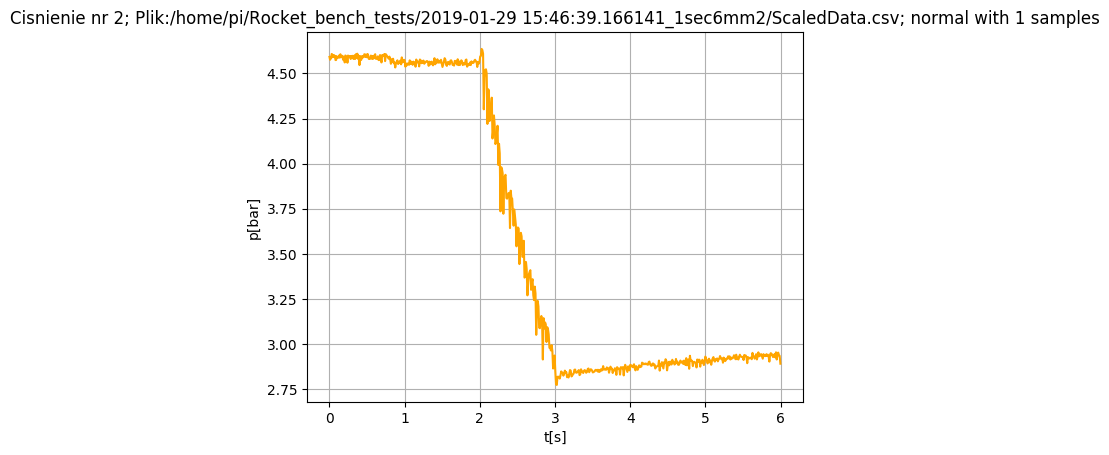 Cisnienie nr 2; Plik:/home/pi/Rocket_bench_tests/2019-01-29 15:46:39.166141_1sec6mm2/ScaledData.csv; normal with 1 samples
4.50
4.25
4.00
3.75
3.50
3.25
3.00
2.75
p[bar]
0 1 2 3 4 5 6
t[s]